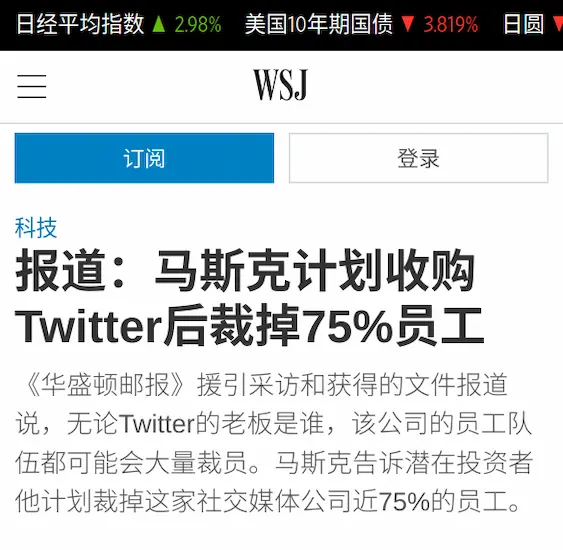 日经平均指数 ▲ 2.98% 美国10年期国债 ▼ 3.819% 日圆 ▼
WSJ
订阅 登录
科技
报道：马斯克计划收购
Twitter后裁掉75%员工
《华盛顿邮报》援引采访和获得的文件报道
说，无论Twitter的老板是谁，该公司的员工队
伍都可能会大量裁员。马斯克告诉潜在投资者
他计划裁掉这家社交媒体公司近75%的员工。